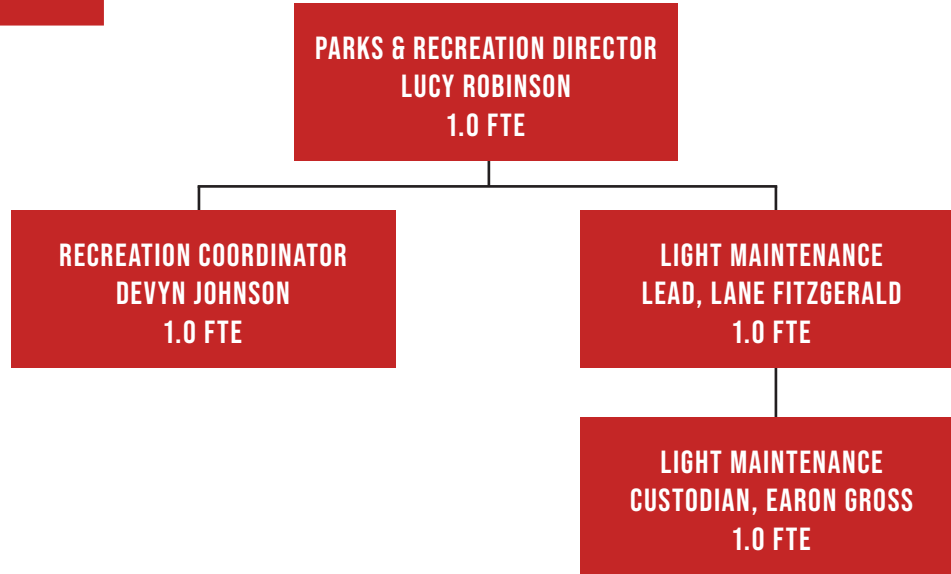 PARKS & RECREATION DIRECTOR
LUCY ROBINSON
1.0 FTE
RECREATION COORDINATOR
DEVYN JOHNSON
1.0 FTE
LIGHT MAINTENANCE
LEAD, LANE FITZGERALD
1.0 FTE
LIGHT MAINTENANCE
CUSTODIAN, EARON GROSS
1.0 FTE